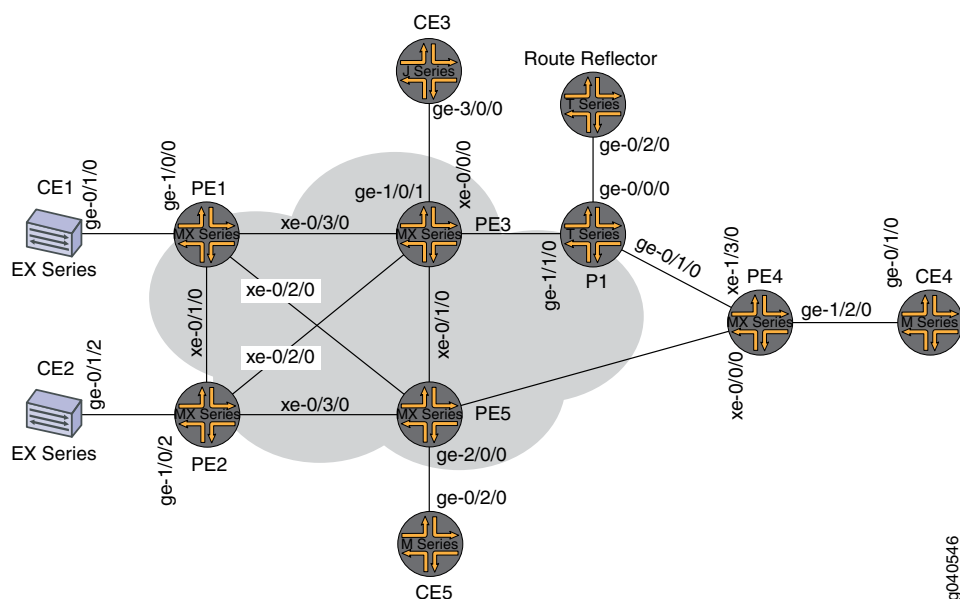 CE3
J Series
ge-3/0/0
Route Reflector
T Series
ge-0/2/0
CE1
ge-0/1/0
EX Series
ge-1/0/0
PE1
MX Series
xe-0/3/0
ge-1/0/1
xe-0/0/0
MX Series
PE3
ge-0/0/0
ge-1/1/0
T Series
P1
ge-0/1/0
xe-1/3/0
PE4
MX Series
xe-0/0/0
ge-1/2/0
ge-0/1/0
CE4
M Series
xe-0/2/0
xe-0/1/0
xe-0/2/0
xe-0/1/0
CE2
ge-0/1/2
EX Series
ge-1/0/2
MX Series
PE2
xe-0/3/0
MX Series
PE5
ge-2/0/0
ge-0/2/0
M Series
CE5
g040546